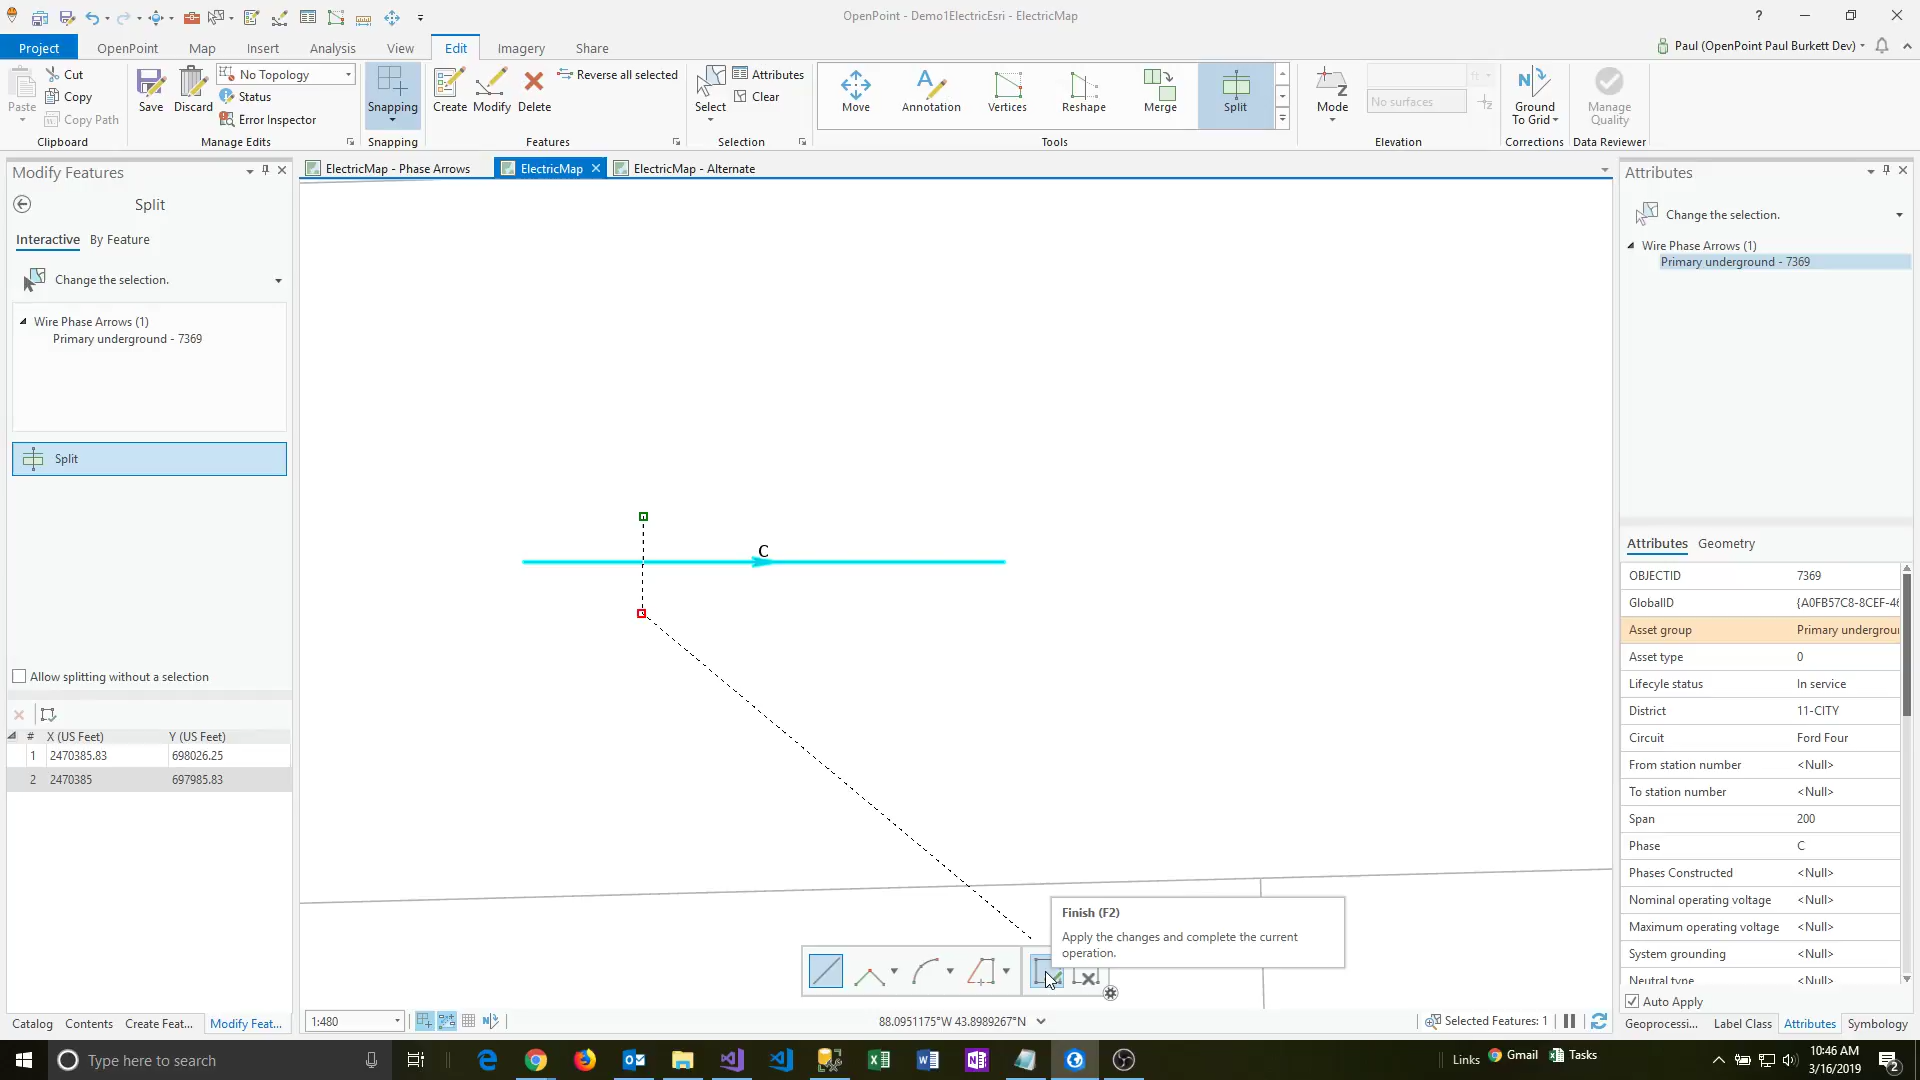 OpenPoint - Demo1ElectricEsri - ElectricMap
?
Project
OpenPoint
Map
Insert
Analysis
View
Edit
Imagery
Share
Paul (OpenPoint Paul Burkett Dev)
Paste
Cut
Copy
Copy Path
Clipboard
Save
Discard
No Topology
Status
Error Inspector
Manage Edits
Snapping
Snapping
Create
Modify
Delete
Reverse all selected
Features
Select
Attributes
Clear
Selection
Move
Annotation
Vertices
Reshape
Merge
Split
Tools
Mode
ft
No surfaces
Elevation
Ground
To Grid
Corrections
Manage
Quality
Data Reviewer
Modify Features
Split
Interactive
By Feature
Change the selection.
Wire Phase Arrows (1)
Primary underground - 7369
Split
Allow splitting without a selection
# X (US Feet) Y (US Feet)
1 2470385.83 698026.25
2 2470385 697985.83
Catalog
Contents
Create Feat...
Modify Feat...
ElectricMap - Phase Arrows
ElectricMap
ElectricMap - Alternate
C
Finish (F2)
Apply the changes and complete the current
operation.
1:480
88.0951175°W 43.8989267°N
Selected Features: 1
Attributes
Change the selection.
Wire Phase Arrows (1)
Primary underground - 7369
Attributes
Geometry
OBJECTID 7369
GlobalID {A0FB57C8-8CEF-46
Asset group Primary undergroun
Asset type 0
Lifecyle status In service
District 11-CITY
Circuit Ford Four
From station number <Null>
To station number <Null>
Span 200
Phase C
Phases Constructed <Null>
Nominal operating voltage <Null>
Maximum operating voltage <Null>
System grounding <Null>
Neutral type <Null>
Auto Apply
Geoprocessi...
Label Class
Attributes
Symbology
Type here to search
Links
Gmail
Tasks
10:46 AM
3/16/2019
2